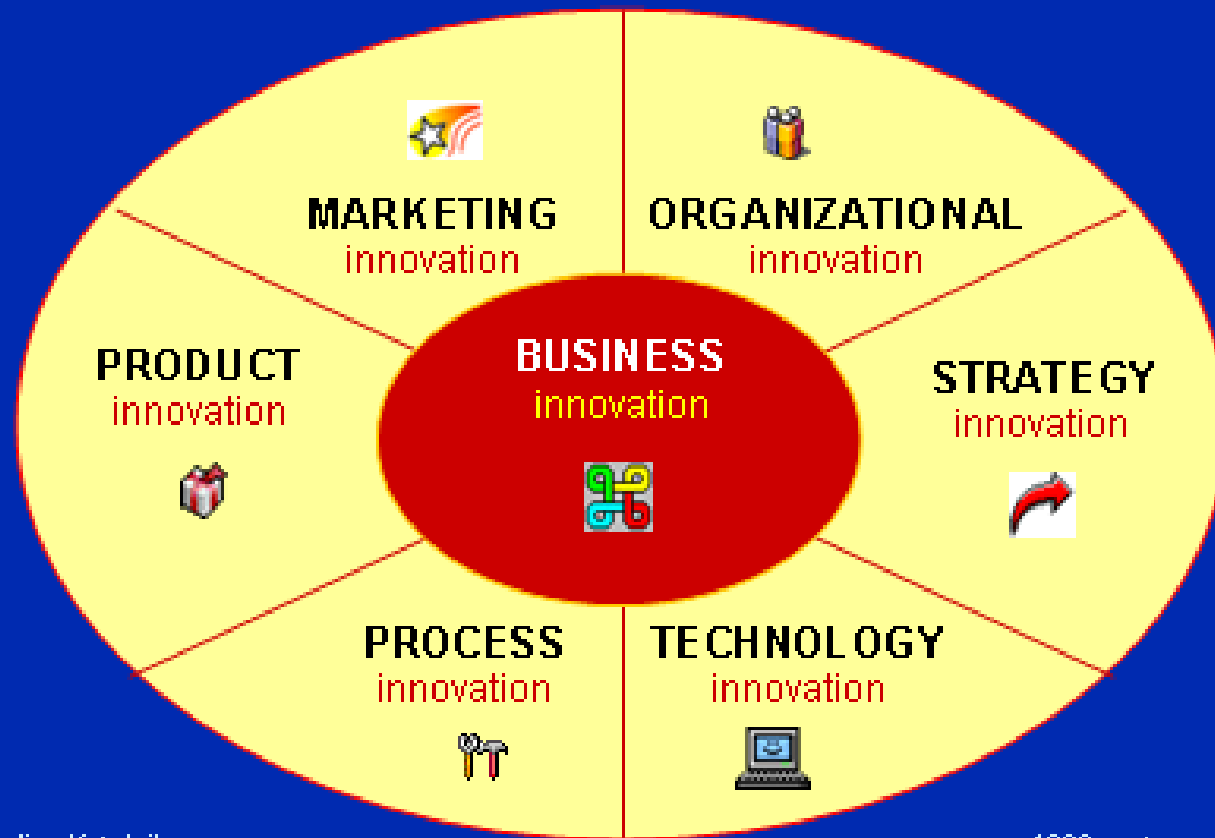 MARKETING
innovation
ORGANIZATIONAL
innovation
PRODUCT
innovation
BUSINESS
innovation
STRATEGY
innovation
PROCESS
innovation
TECHNOLOGY
innovation